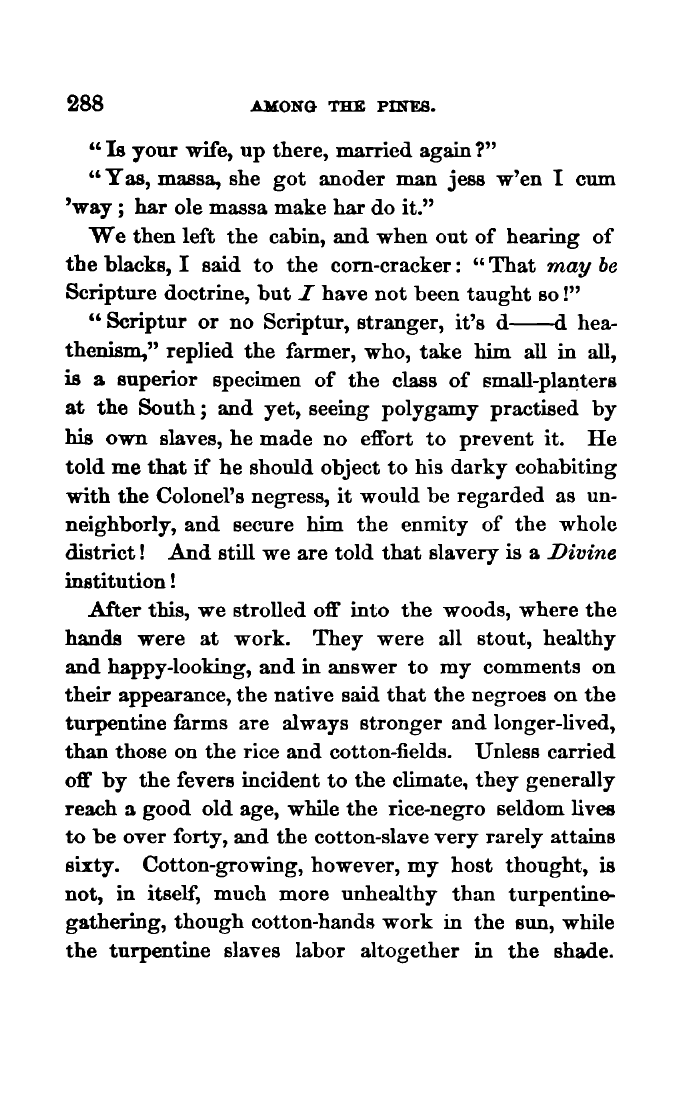 288 AMONG THE PINES.
“Is your wife, up there, married again?”
“Yas, massa, she got anoder man jess w’en I cum
’way; har ole massa make har do it.”
We then left the cabin, and when out of hearing of
the blacks, I said to the corn-cracker: “That may be
Scripture doctrine, but I have not been taught so!”
“Scriptur or no Scriptur, stranger, it’s d——d hea-
thenism,” replied the farmer, who, take him all in all,
is a superior specimen of the class of small-planters
at the South; and yet, seeing polygamy practised by
his own slaves, he made no effort to prevent it. He
told me that if he should object to his darky cohabiting
with the Colonel’s negress, it would be regarded as un-
neighborly, and secure him the enmity of the whole
district! And still we are told that slavery is a Divine
institution!
After this, we strolled off into the woods, where the
hands were at work. They were all stout, healthy
and happy-looking, and in answer to my comments on
their appearance, the native said that the negroes on the
turpentine farms are always stronger and longer-lived,
than those on the rice and cotton-fields. Unless carried
off by the fevers incident to the climate, they generally
reach a good old age, while the rice-negro seldom lives
to be over forty, and the cotton-slave very rarely attains
sixty. Cotton-growing, however, my host thought, is
not, in itself, much more unhealthy than turpentine-
gathering, though cotton-hands work in the sun, while
the turpentine slaves labor altogether in the shade.